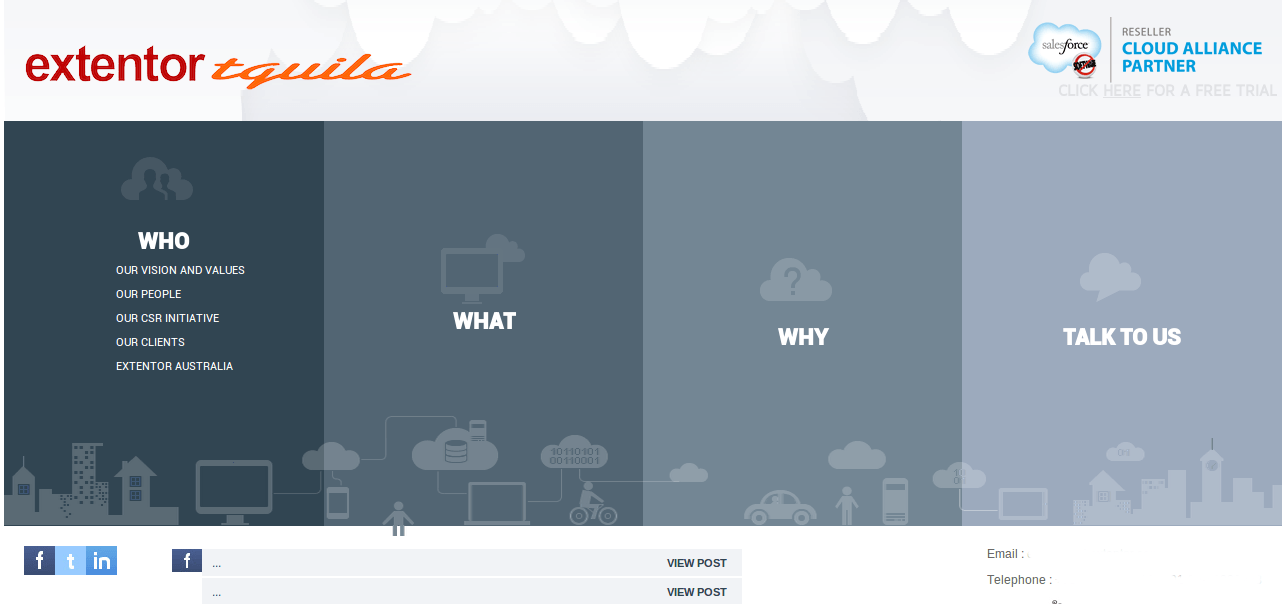 extentor tquila
salesforce
SOFTWARE
RESELLER
CLOUD ALLIANCE
PARTNER
CLICK HERE FOR A FREE TRIAL
WHO
OUR VISION AND VALUES
OUR PEOPLE
OUR CSR INITIATIVE
OUR CLIENTS
EXTENTOR AUSTRALIA
WHAT
?
WHY
TALK TO US
10110101
00110001
ON
f t in
f ... VIEW POST
... VIEW POST
Email :
Telephone :